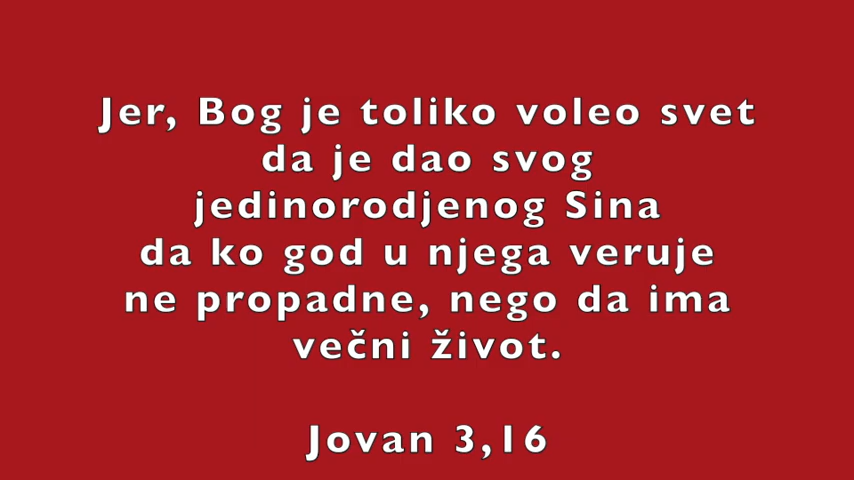 Jer, Bog je toliko voleo svet
da je dao svog
jedinorodjenog Sina
da ko god u njega veruje
ne propadne, nego da ima
večni život.
Jovan 3,16